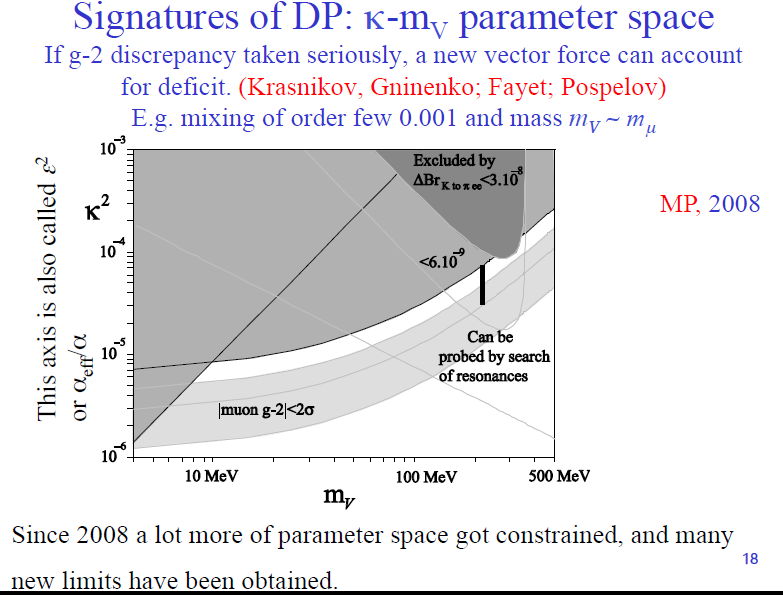 Signatures of DP: κ-m_V parameter space
If g-2 discrepancy taken seriously, a new vector force can account
for deficit. (Krasnikov, Gninenko; Fayet; Pospelov)
E.g. mixing of order few 0.001 and mass m_V ~ m_μ
This axis is also called ε²
or α_eff/α
κ²
10⁻³
10⁻⁴
10⁻⁵
10⁻⁶
Excluded by
ΔBr_K to π ee<3.10⁻⁸
<6.10⁻⁹
Can be
probed by search
of resonances
|muon g-2|<2σ
10 MeV
100 MeV
500 MeV
m_V
MP, 2008
Since 2008 a lot more of parameter space got constrained, and many
new limits have been obtained.
18